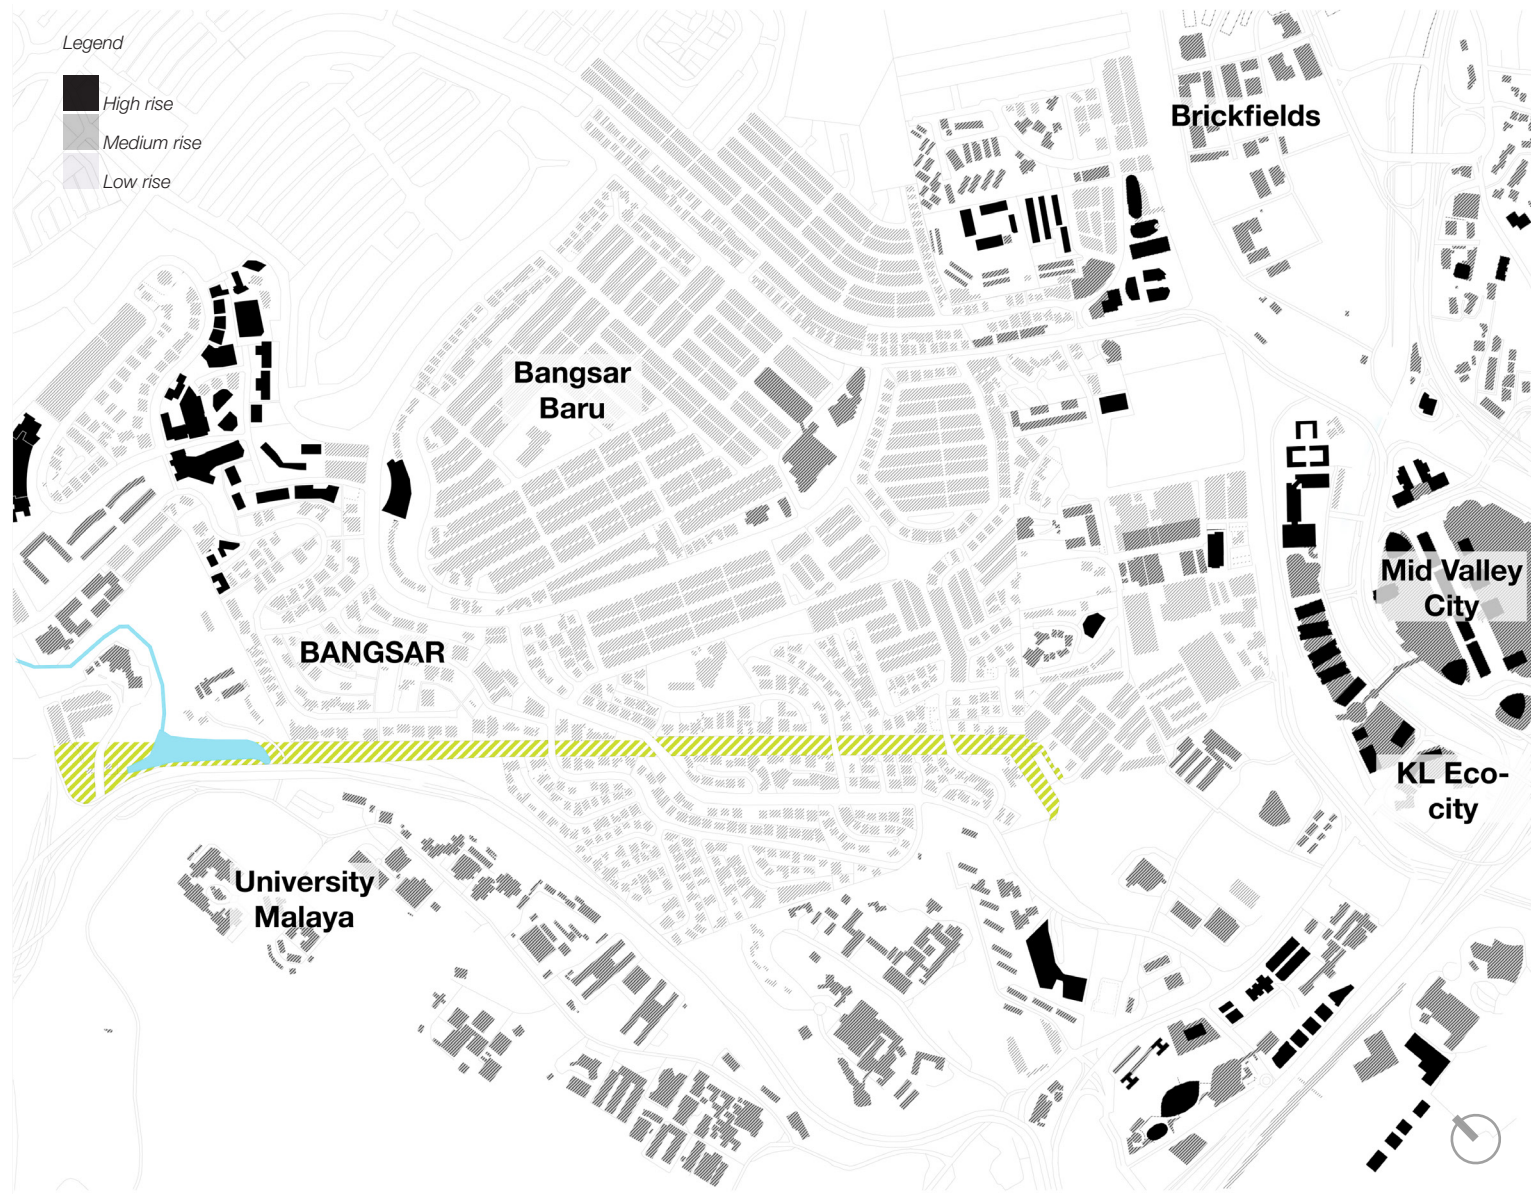 Legend
High rise
Medium rise
Low rise
Brickfields
Bangsar
Baru
Mid Valley
City
BANGSAR
KL Eco-
city
University
Malaya